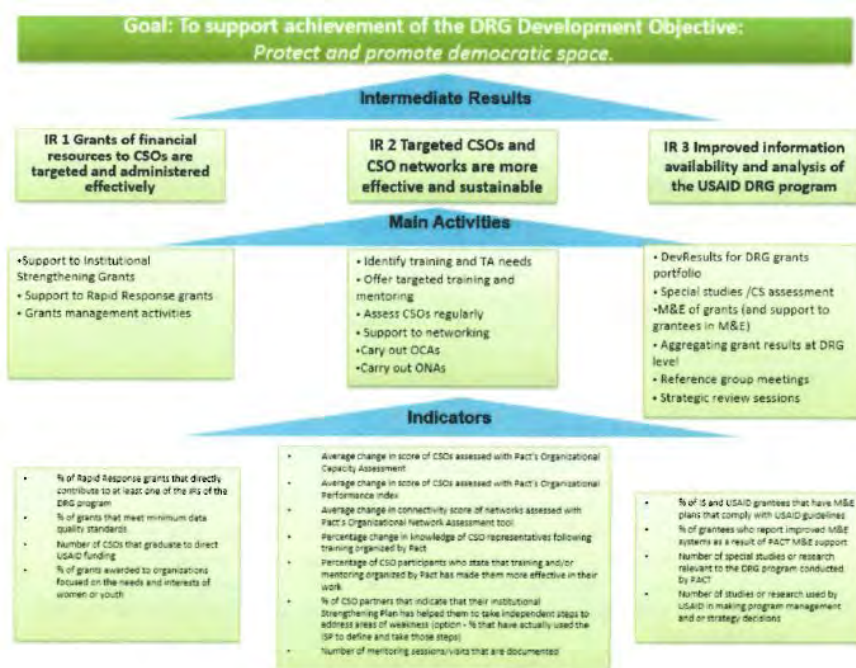 Goal: To support achievement of the DRG Development Objective:
Protect and promote democratic space.
Intermediate Results
IR 1 Grants of financial
resources to CSOs are
targeted and administered
effectively
IR 2 Targeted CSOs and
CSO networks are more
effective and sustainable
IR 3 Improved information
availability and analysis of
the USAID DRG program
Main Activities
•Support to Institutional
Strengthening Grants
• Support to Rapid Response grants
• Grants management activities
• Identify training and TA needs
• Offer targeted training and
mentoring
• Assess CSOs regularly
• Support to networking
•Cary out OCAs
•Carry out ONAs
• DevResults for DRG grants
portfolio
• Special studies /CS assessment
•M&E of grants (and support to
grantees in M&E)
• Aggregating grant results at DRG
level
• Reference group meetings
• Strategic review sessions
Indicators
• % of Rapid Response grants that directly
contribute to at least one of the IRs of the
DRG program
• % of grants that meet minimum data
quality standards
• Number of CSOs that graduate to direct
USAID funding
• % of grants awarded to organizations
focused on the needs and interests of
women or youth
• Average change in score of CSOs assessed with Pact's Organizational
Capacity Assessment
• Average change in score of CSOs assessed with Pact's Organizational
Performance Index
• Average change in connectivity score of networks assessed with
Pact's Organizational Network Assessment tool
• Percentage change in knowledge of CSO representatives following
training organized by Pact
• Percentage of CSO participants who state that training and/or
mentoring organized by Pact has made them more effective in their
work
• % of CSO partners that indicate that their Institutional
Strengthening Plan has helped them to take independent steps to
address areas of weakness (option - % that have actually used the
ISP to define and take those steps)
• Number of mentoring sessions/visits that are documented
• % of IS and USAID grantees that have M&E
plans that comply with USAID guidelines
• % of grantees who report improved M&E
systems as a result of PACT M&E support
• Number of special studies or research
relevant to the DRG program conducted
by PACT
• Number of studies or research used by
USAID in making program management
and or strategy decisions